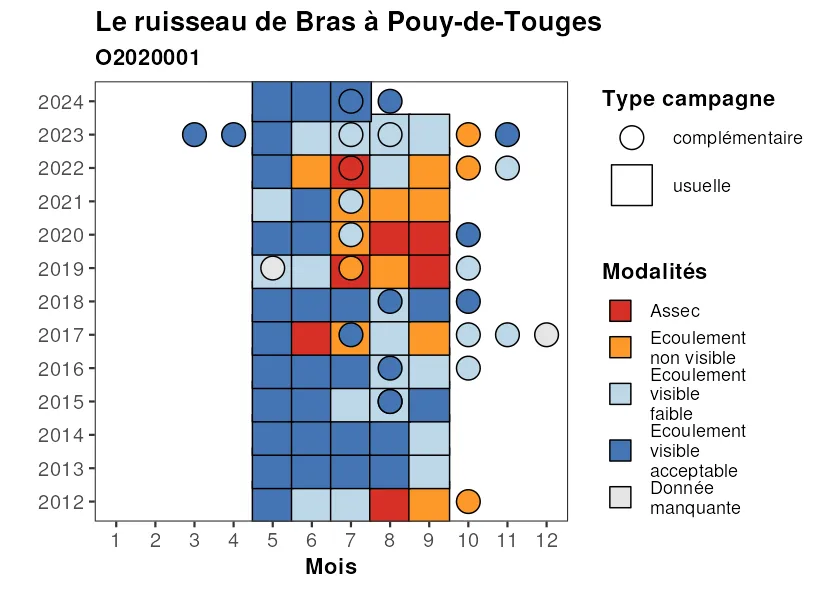 Le ruisseau de Bras à Pouy-de-Touges
O2020001
2024
2023
2022
2021
2020
2019
2018
2017
2016
2015
2014
2013
2012
1 2 3 4 5 6 7 8 9 10 11 12
Mois
Type campagne
complémentaire
usuelle
Modalités
Assec
Ecoulement
non visible
Ecoulement
visible
faible
Ecoulement
visible
acceptable
Donnée
manquante